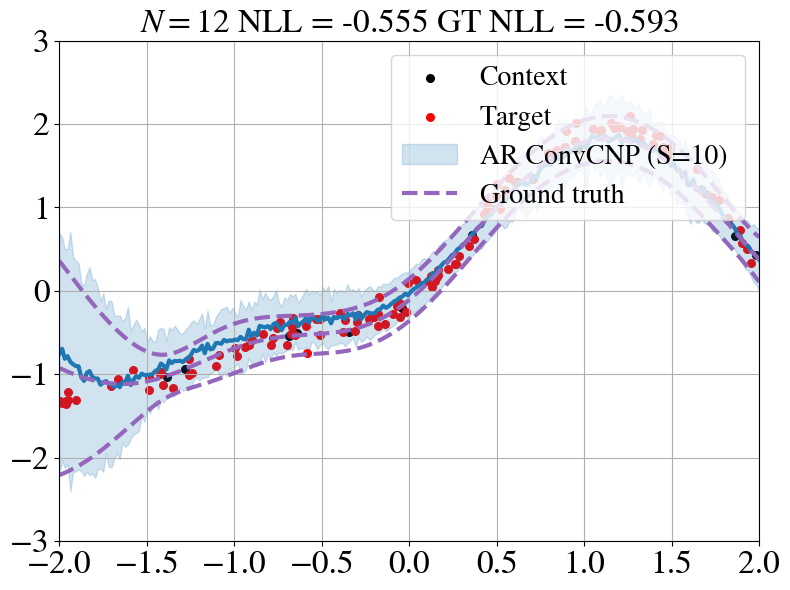 N = 12 NLL = -0.555 GT NLL = -0.593
3
2
1
0
−1
−2
−3
Context
Target
AR ConvCNP (S=10)
Ground truth
−2.0 −1.5 −1.0 −0.5 0.0 0.5 1.0 1.5 2.0